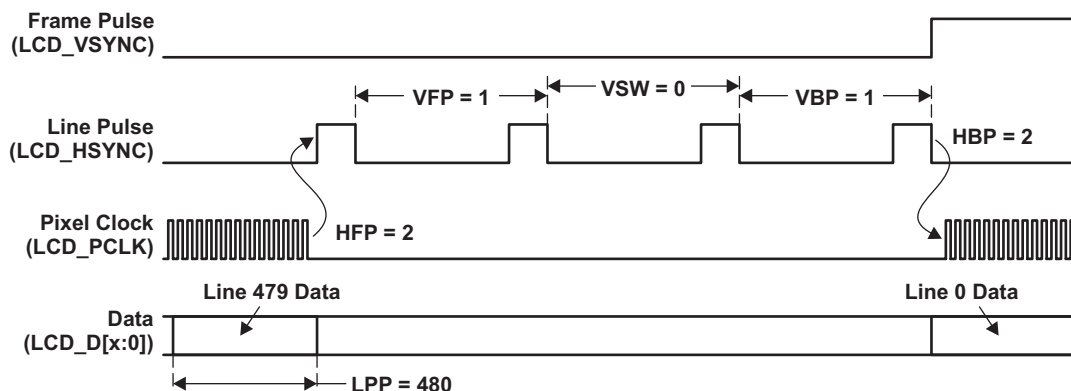 Frame Pulse
(LCD_VSYNC)
VFP = 1
VSW = 0
VBP = 1
Line Pulse
(LCD_HSYNC)
HBP = 2
Pixel Clock
(LCD_PCLK)
HFP = 2
Line 479 Data
Line 0 Data
Data
(LCD_D[x:0])
LPP = 480